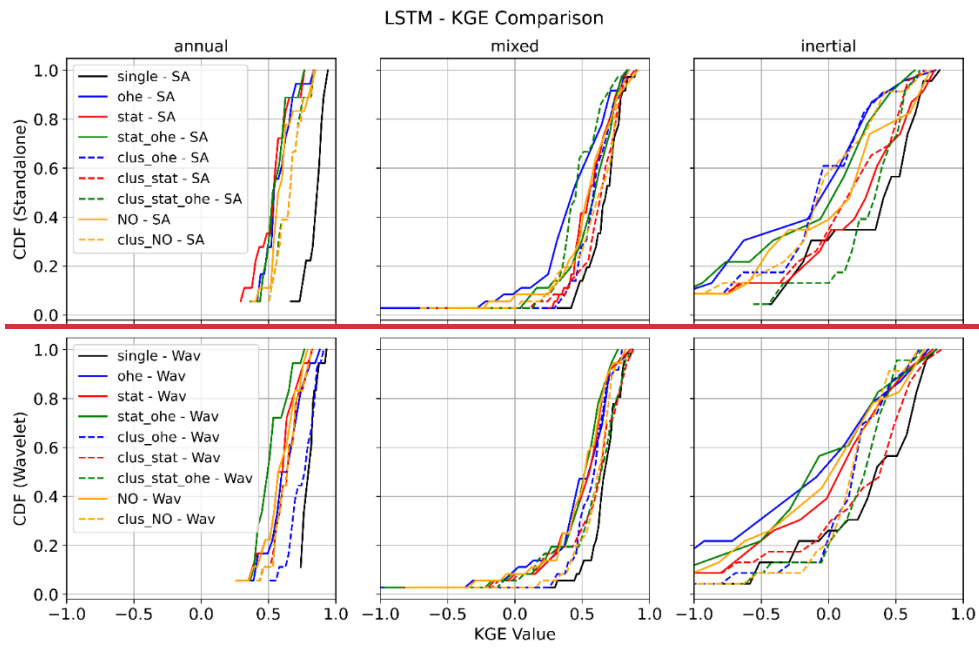 LSTM - KGE Comparison
annual
mixed
inertial
CDF (Standalone)
1.0
0.8
0.6
0.4
0.2
0.0
single - SA
ohe - SA
stat - SA
stat_ohe - SA
clus_ohe - SA
clus_stat - SA
clus_stat_ohe - SA
NO - SA
clus_NO - SA
CDF (Wavelet)
1.0
0.8
0.6
0.4
0.2
0.0
single - Wav
ohe - Wav
stat - Wav
stat_ohe - Wav
clus_ohe - Wav
clus_stat - Wav
clus_stat_ohe - Wav
NO - Wav
clus_NO - Wav
−1.0 −0.5 0.0 0.5 1.0
−1.0 −0.5 0.0 0.5 1.0
−1.0 −0.5 0.0 0.5 1.0
KGE Value